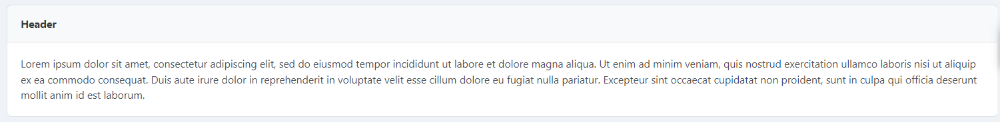 Header
Lorem ipsum dolor sit amet, consectetur adipiscing elit, sed do eiusmod tempor incididunt ut labore et dolore magna aliqua. Ut enim ad minim veniam, quis nostrud exercitation ullamco laboris nisi ut aliquip
ex ea commodo consequat. Duis aute irure dolor in reprehenderit in voluptate velit esse cillum dolore eu fugiat nulla pariatur. Excepteur sint occaecat cupidatat non proident, sunt in culpa qui officia deserunt
mollit anim id est laborum.